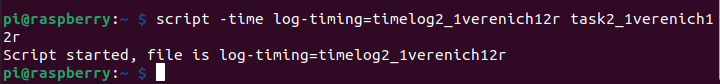 pi@raspberry:~ $ script -time log-timing=timelog2_1verenich12r task2_1verenich1
2r
Script started, file is log-timing=timelog2_1verenich12r
pi@raspberry:~ $